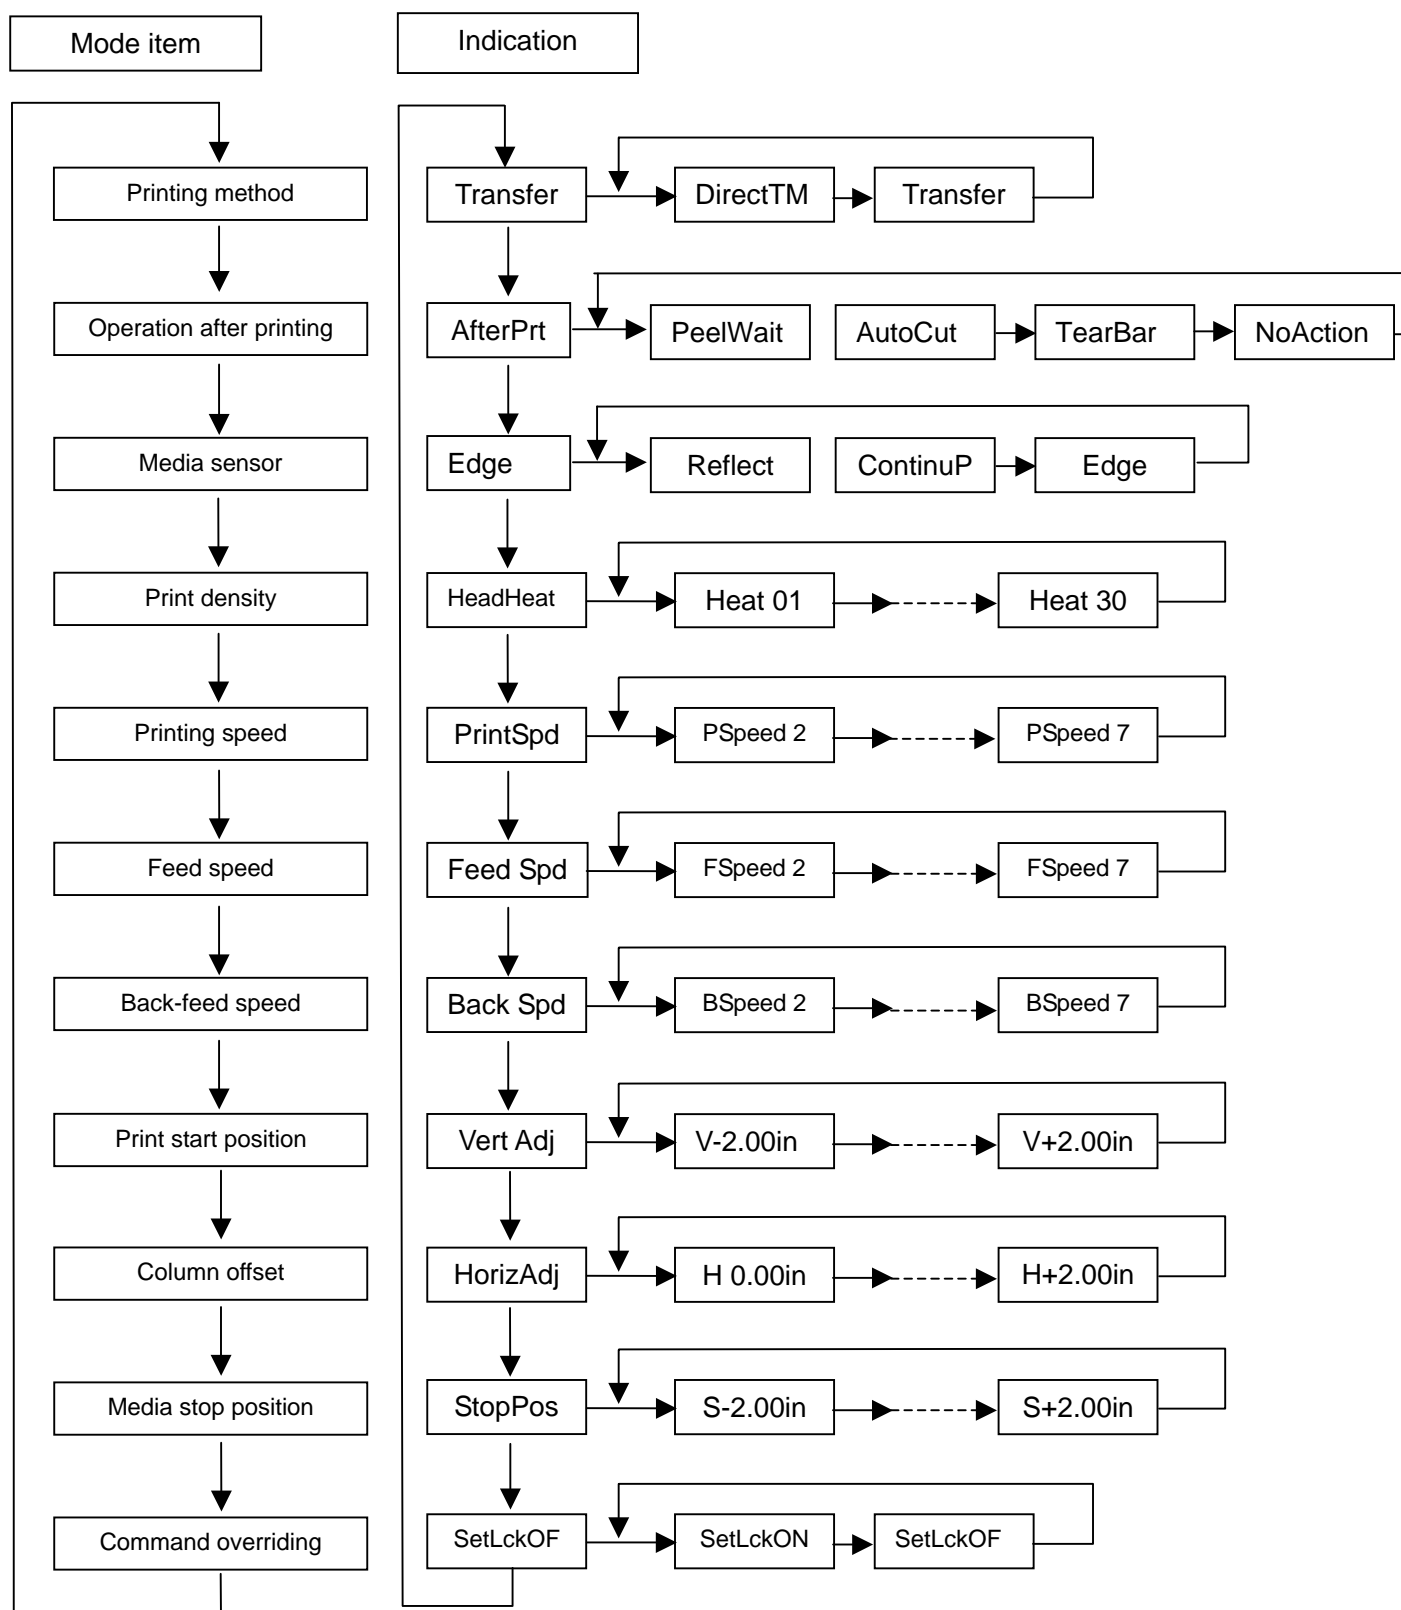 Mode item
Indication
Printing method
Transfer
DirectTM
Transfer
Operation after printing
AfterPrt
PeelWait
AutoCut
TearBar
NoAction
Media sensor
Edge
Reflect
ContinuP
Edge
Print density
HeadHeat
Heat 01
Heat 30
Printing speed
PrintSpd
PSpeed 2
PSpeed 7
Feed speed
Feed Spd
FSpeed 2
FSpeed 7
Back-feed speed
Back Spd
BSpeed 2
BSpeed 7
Print start position
Vert Adj
V-2.00in
V+2.00in
Column offset
HorizAdj
H 0.00in
H+2.00in
Media stop position
StopPos
S-2.00in
S+2.00in
Command overriding
SetLckOF
SetLckON
SetLckOF